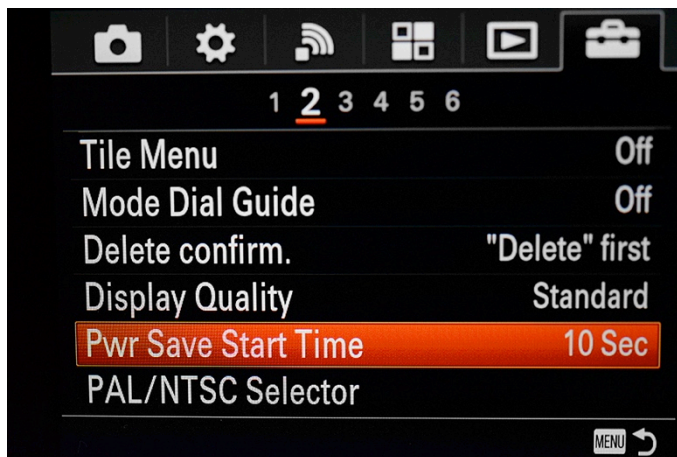 1 2 3 4 5 6
Tile Menu Off
Mode Dial Guide Off
Delete confirm. "Delete" first
Display Quality Standard
Pwr Save Start Time 10 Sec
PAL/NTSC Selector
MENU